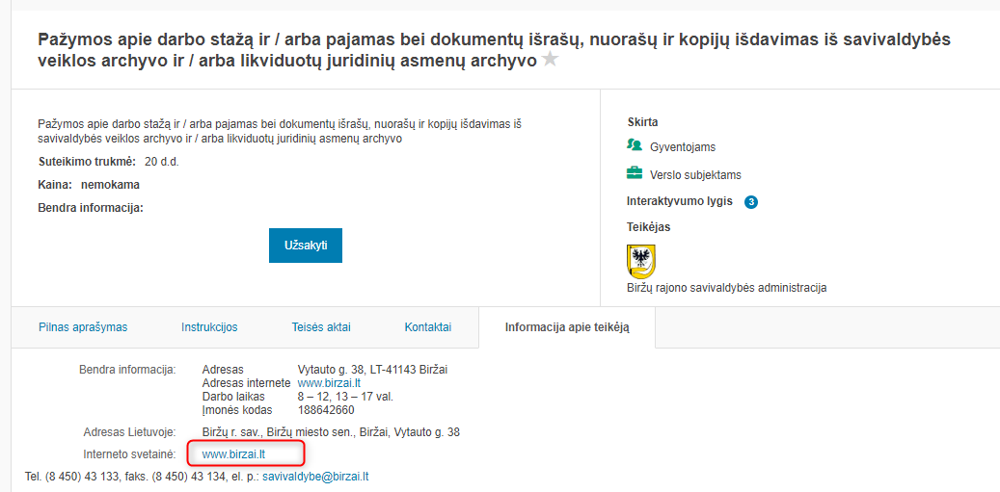 Pažymos apie darbo stažą ir / arba pajamas bei dokumentų išrašų, nuorašų ir kopijų išdavimas iš savivaldybės
veiklos archyvo ir / arba likviduotų juridinių asmenų archyvo
Pažymos apie darbo stažą ir / arba pajamas bei dokumentų išrašų, nuorašų ir kopijų išdavimas iš
savivaldybės veiklos archyvo ir / arba likviduotų juridinių asmenų archyvo
Suteikimo trukmė: 20 d.d.
Kaina: nemokama
Bendra informacija:
Užsakyti
Skirta
Gyventojams
Verslo subjektams
Interaktyvumo lygis 3
Teikėjas
Biržų rajono savivaldybės administracija
Pilnas aprašymas Instrukcijos Teisės aktai Kontaktai Informacija apie teikėją
Bendra informacija: Adresas Vytauto g. 38, LT-41143 Biržai
Adresas internete www.birzai.lt
Darbo laikas 8 – 12, 13 – 17 val.
Įmonės kodas 188642660
Adresas Lietuvoje: Biržų r. sav., Biržų miesto sen., Biržai, Vytauto g. 38
Interneto svetainė: www.birzai.lt
Tel. (8 450) 43 133, faks. (8 450) 43 134, el. p.: savivaldybe@birzai.lt